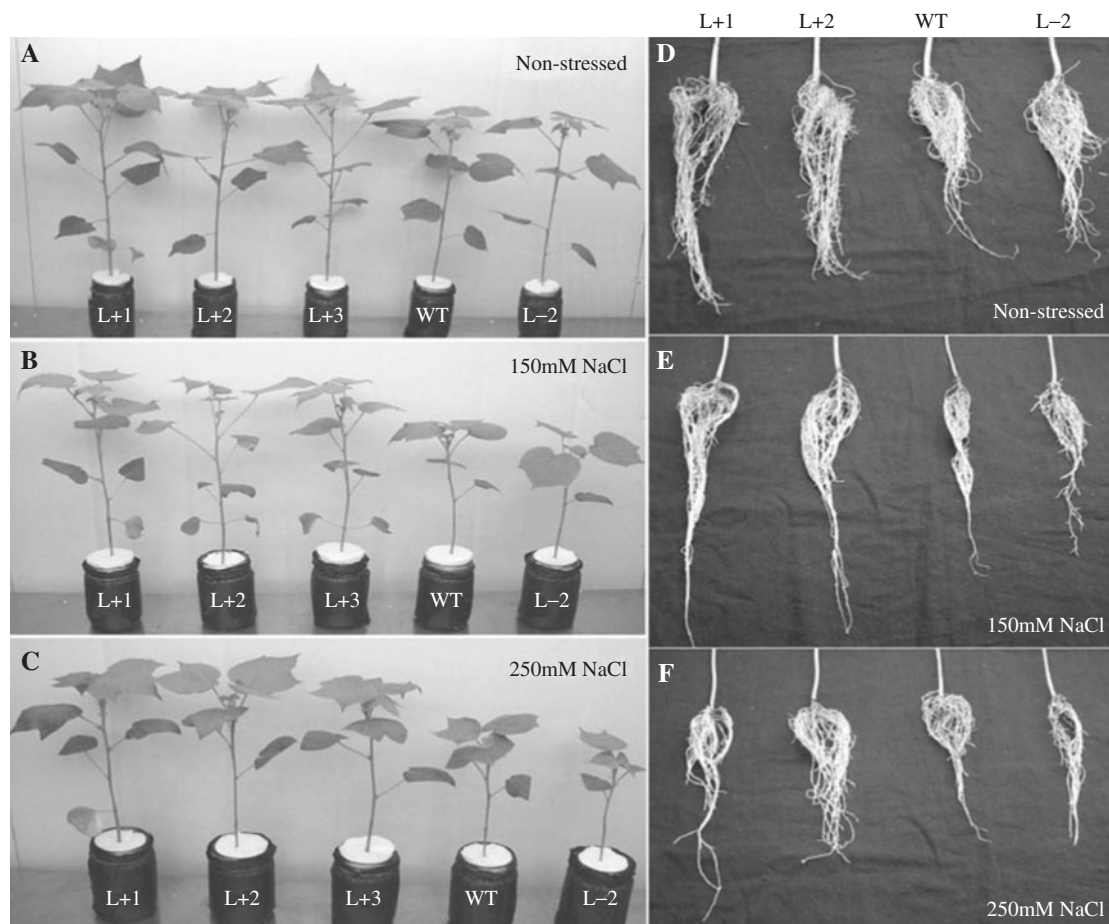 L+1 L+2 WT L−2
A Non-stressed
L+1 L+2 L+3 WT L−2
B 150mM NaCl
L+1 L+2 L+3 WT L−2
C 250mM NaCl
L+1 L+2 L+3 WT L−2
D
Non-stressed
E
150mM NaCl
F
250mM NaCl